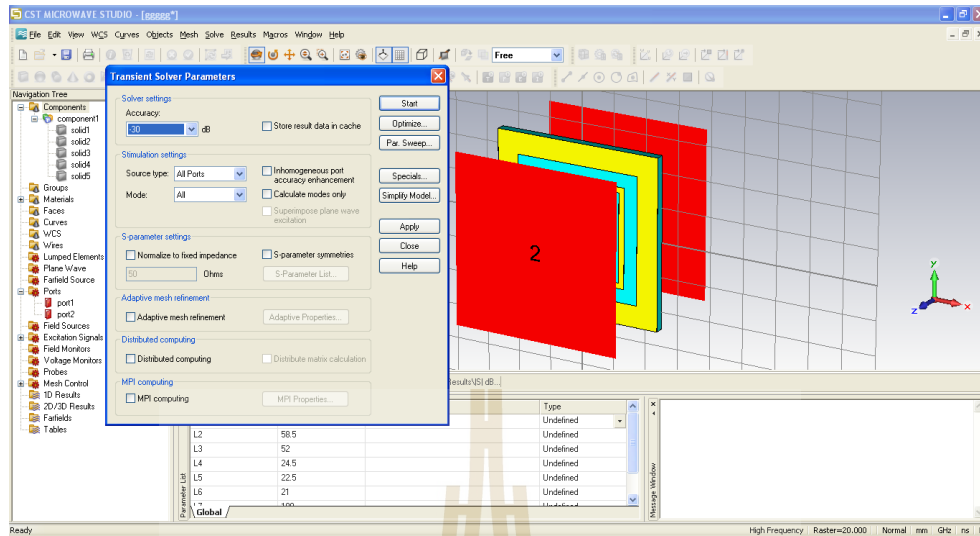 CST MICROWAVE STUDIO - [ggggg*]
File Edit View WCS Curves Objects Mesh Solve Results Macros Window Help
Free
Navigation Tree
Components
component1
solid1
solid2
solid3
solid4
solid5
Groups
Materials
Faces
Curves
WCS
Wires
Lumped Elements
Plane Wave
Farfield Source
Ports
port1
port2
Field Sources
Excitation Signals
Field Monitors
Voltage Monitors
Probes
Mesh Control
1D Results
2D/3D Results
Farfields
Tables
Transient Solver Parameters
Solver settings
Accuracy:
-30 dB
Store result data in cache
Stimulation settings
Source type: All Ports
Inhomogeneous port accuracy enhancement
Mode: All
Calculate modes only
Superimpose plane wave excitation
S-parameter settings
Normalize to fixed impedance
S-parameter symmetries
50 Ohms
S-Parameter List...
Adaptive mesh refinement
Adaptive mesh refinement
Adaptive Properties...
Distributed computing
Distributed computing
Distribute matrix calculation
MPI computing
MPI computing
MPI Properties...
Start
Optimize...
Par. Sweep...
Specials...
Simplify Model...
Apply
Close
Help
2
y
x
z
Results\|S| dB...
Type
Undefined
L2 58.5 Undefined
L3 52 Undefined
L4 24.5 Undefined
L5 22.5 Undefined
L6 21 Undefined
Global
Parameter List
Message Window
Ready
High Frequency Raster=20.000 Normal mm GHz ns